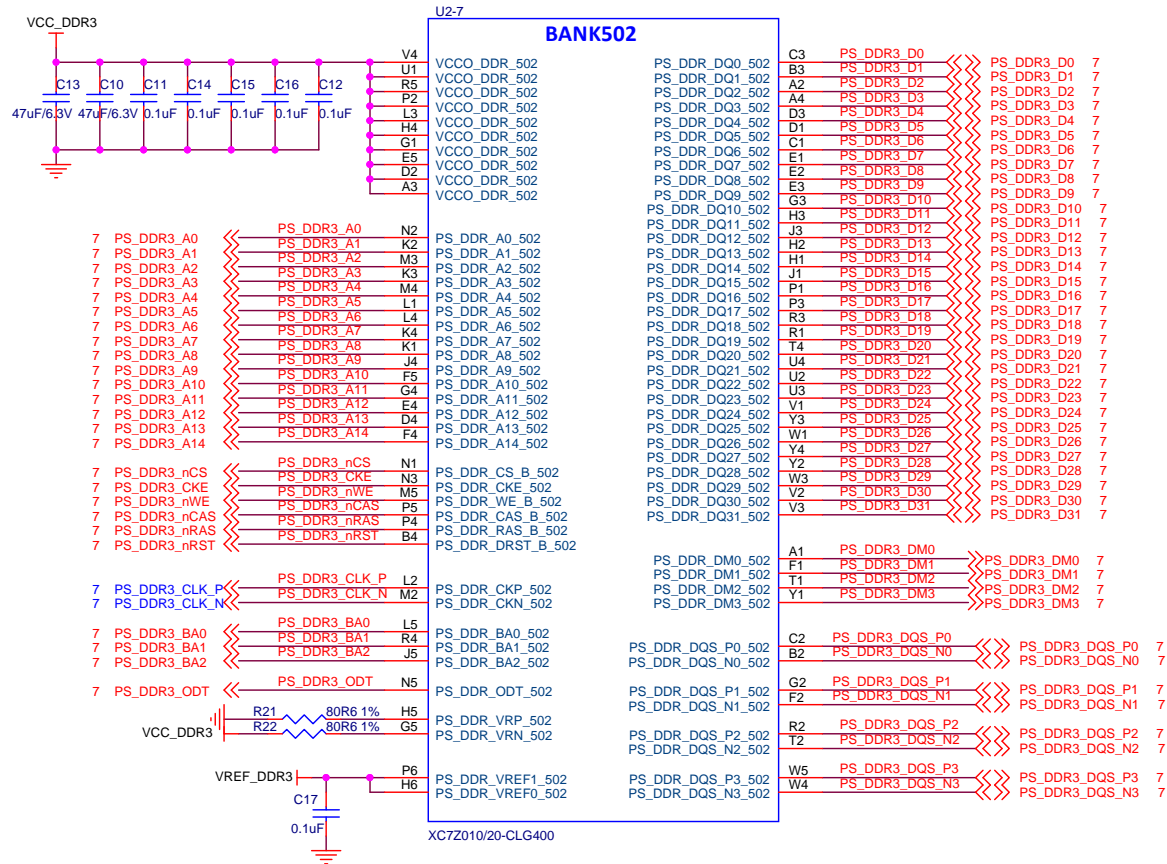 U2-7
BANK502
VCC_DDR3
C13 C10 C11 C14 C15 C16 C12
47uF/6.3V 47uF/6.3V 0.1uF 0.1uF 0.1uF 0.1uF 0.1uF
V4 VCCO_DDR_502
U1 VCCO_DDR_502
R5 VCCO_DDR_502
P2 VCCO_DDR_502
L3 VCCO_DDR_502
H4 VCCO_DDR_502
G1 VCCO_DDR_502
E5 VCCO_DDR_502
D2 VCCO_DDR_502
A3 VCCO_DDR_502
7 PS_DDR3_A0 PS_DDR3_A0 N2 PS_DDR_A0_502
7 PS_DDR3_A1 PS_DDR3_A1 K2 PS_DDR_A1_502
7 PS_DDR3_A2 PS_DDR3_A2 M3 PS_DDR_A2_502
7 PS_DDR3_A3 PS_DDR3_A3 K3 PS_DDR_A3_502
7 PS_DDR3_A4 PS_DDR3_A4 M4 PS_DDR_A4_502
7 PS_DDR3_A5 PS_DDR3_A5 L1 PS_DDR_A5_502
7 PS_DDR3_A6 PS_DDR3_A6 L4 PS_DDR_A6_502
7 PS_DDR3_A7 PS_DDR3_A7 K4 PS_DDR_A7_502
7 PS_DDR3_A8 PS_DDR3_A8 K1 PS_DDR_A8_502
7 PS_DDR3_A9 PS_DDR3_A9 J4 PS_DDR_A9_502
7 PS_DDR3_A10 PS_DDR3_A10 F5 PS_DDR_A10_502
7 PS_DDR3_A11 PS_DDR3_A11 G4 PS_DDR_A11_502
7 PS_DDR3_A12 PS_DDR3_A12 E4 PS_DDR_A12_502
7 PS_DDR3_A13 PS_DDR3_A13 D4 PS_DDR_A13_502
7 PS_DDR3_A14 PS_DDR3_A14 F4 PS_DDR_A14_502
7 PS_DDR3_nCS PS_DDR3_nCS N1 PS_DDR_CS_B_502
7 PS_DDR3_CKE PS_DDR3_CKE N3 PS_DDR_CKE_502
7 PS_DDR3_nWE PS_DDR3_nWE M5 PS_DDR_WE_B_502
7 PS_DDR3_nCAS PS_DDR3_nCAS P5 PS_DDR_CAS_B_502
7 PS_DDR3_nRAS PS_DDR3_nRAS P4 PS_DDR_RAS_B_502
7 PS_DDR3_nRST PS_DDR3_nRST B4 PS_DDR_DRST_B_502
7 PS_DDR3_CLK_P PS_DDR3_CLK_P L2 PS_DDR_CKP_502
7 PS_DDR3_CLK_N PS_DDR3_CLK_N M2 PS_DDR_CKN_502
7 PS_DDR3_BA0 PS_DDR3_BA0 L5 PS_DDR_BA0_502
7 PS_DDR3_BA1 PS_DDR3_BA1 R4 PS_DDR_BA1_502
7 PS_DDR3_BA2 PS_DDR3_BA2 J5 PS_DDR_BA2_502
7 PS_DDR3_ODT PS_DDR3_ODT N5 PS_DDR_ODT_502
R21 80R6 1% H5 PS_DDR_VRP_502
VCC_DDR3 R22 80R6 1% G5 PS_DDR_VRN_502
VREF_DDR3 P6 PS_DDR_VREF1_502
H6 PS_DDR_VREF0_502
C17
0.1uF
PS_DDR_DQ0_502 C3 PS_DDR3_D0 PS_DDR3_D0 7
PS_DDR_DQ1_502 B3 PS_DDR3_D1 PS_DDR3_D1 7
PS_DDR_DQ2_502 A2 PS_DDR3_D2 PS_DDR3_D2 7
PS_DDR_DQ3_502 A4 PS_DDR3_D3 PS_DDR3_D3 7
PS_DDR_DQ4_502 D3 PS_DDR3_D4 PS_DDR3_D4 7
PS_DDR_DQ5_502 D1 PS_DDR3_D5 PS_DDR3_D5 7
PS_DDR_DQ6_502 C1 PS_DDR3_D6 PS_DDR3_D6 7
PS_DDR_DQ7_502 E1 PS_DDR3_D7 PS_DDR3_D7 7
PS_DDR_DQ8_502 E2 PS_DDR3_D8 PS_DDR3_D8 7
PS_DDR_DQ9_502 E3 PS_DDR3_D9 PS_DDR3_D9 7
PS_DDR_DQ10_502 G3 PS_DDR3_D10 PS_DDR3_D10 7
PS_DDR_DQ11_502 H3 PS_DDR3_D11 PS_DDR3_D11 7
PS_DDR_DQ12_502 J3 PS_DDR3_D12 PS_DDR3_D12 7
PS_DDR_DQ13_502 H2 PS_DDR3_D13 PS_DDR3_D13 7
PS_DDR_DQ14_502 H1 PS_DDR3_D14 PS_DDR3_D14 7
PS_DDR_DQ15_502 J1 PS_DDR3_D15 PS_DDR3_D15 7
PS_DDR_DQ16_502 P1 PS_DDR3_D16 PS_DDR3_D16 7
PS_DDR_DQ17_502 P3 PS_DDR3_D17 PS_DDR3_D17 7
PS_DDR_DQ18_502 R3 PS_DDR3_D18 PS_DDR3_D18 7
PS_DDR_DQ19_502 R1 PS_DDR3_D19 PS_DDR3_D19 7
PS_DDR_DQ20_502 T4 PS_DDR3_D20 PS_DDR3_D20 7
PS_DDR_DQ21_502 U4 PS_DDR3_D21 PS_DDR3_D21 7
PS_DDR_DQ22_502 U2 PS_DDR3_D22 PS_DDR3_D22 7
PS_DDR_DQ23_502 U3 PS_DDR3_D23 PS_DDR3_D23 7
PS_DDR_DQ24_502 V1 PS_DDR3_D24 PS_DDR3_D24 7
PS_DDR_DQ25_502 Y3 PS_DDR3_D25 PS_DDR3_D25 7
PS_DDR_DQ26_502 W1 PS_DDR3_D26 PS_DDR3_D26 7
PS_DDR_DQ27_502 Y4 PS_DDR3_D27 PS_DDR3_D27 7
PS_DDR_DQ28_502 Y2 PS_DDR3_D28 PS_DDR3_D28 7
PS_DDR_DQ29_502 W3 PS_DDR3_D29 PS_DDR3_D29 7
PS_DDR_DQ30_502 V2 PS_DDR3_D30 PS_DDR3_D30 7
PS_DDR_DQ31_502 V3 PS_DDR3_D31 PS_DDR3_D31 7
PS_DDR_DM0_502 A1 PS_DDR3_DM0 PS_DDR3_DM0 7
PS_DDR_DM1_502 F1 PS_DDR3_DM1 PS_DDR3_DM1 7
PS_DDR_DM2_502 T1 PS_DDR3_DM2 PS_DDR3_DM2 7
PS_DDR_DM3_502 Y1 PS_DDR3_DM3 PS_DDR3_DM3 7
PS_DDR_DQS_P0_502 C2 PS_DDR3_DQS_P0 PS_DDR3_DQS_P0 7
PS_DDR_DQS_N0_502 B2 PS_DDR3_DQS_N0 PS_DDR3_DQS_N0 7
PS_DDR_DQS_P1_502 G2 PS_DDR3_DQS_P1 PS_DDR3_DQS_P1 7
PS_DDR_DQS_N1_502 F2 PS_DDR3_DQS_N1 PS_DDR3_DQS_N1 7
PS_DDR_DQS_P2_502 R2 PS_DDR3_DQS_P2 PS_DDR3_DQS_P2 7
PS_DDR_DQS_N2_502 T2 PS_DDR3_DQS_N2 PS_DDR3_DQS_N2 7
PS_DDR_DQS_P3_502 W5 PS_DDR3_DQS_P3 PS_DDR3_DQS_P3 7
PS_DDR_DQS_N3_502 W4 PS_DDR3_DQS_N3 PS_DDR3_DQS_N3 7
XC7Z010/20-CLG400